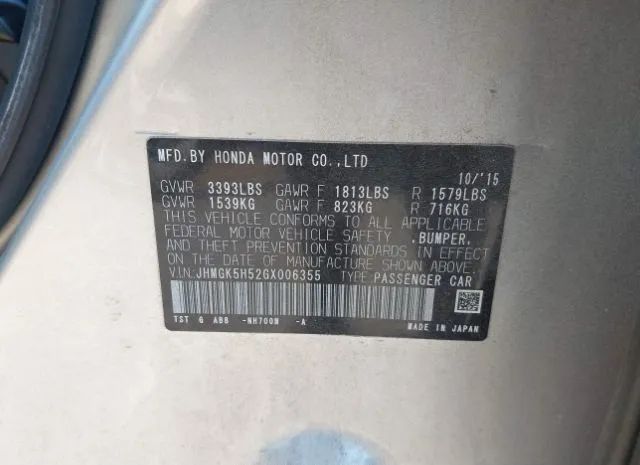 MFD.BY HONDA MOTOR CO.,LTD 10/'15
GVWR 3393LBS GAWR F 1813LBS R 1579LBS
GVWR 1539KG GAWR F 823KG R 716KG
THIS VEHICLE CONFORMS TO ALL APPLICABLE
FEDERAL MOTOR VEHICLE SAFETY ,BUMPER,
AND THEFT PREVENTION STANDARDS IN EFFECT
ON THE DATE OF MANUFACTURE SHOWN ABOVE.
VIN:JHMGK5H52GX006355 TYPE:PASSENGER CAR
TST G ABB -NH700M -A MADE IN JAPAN